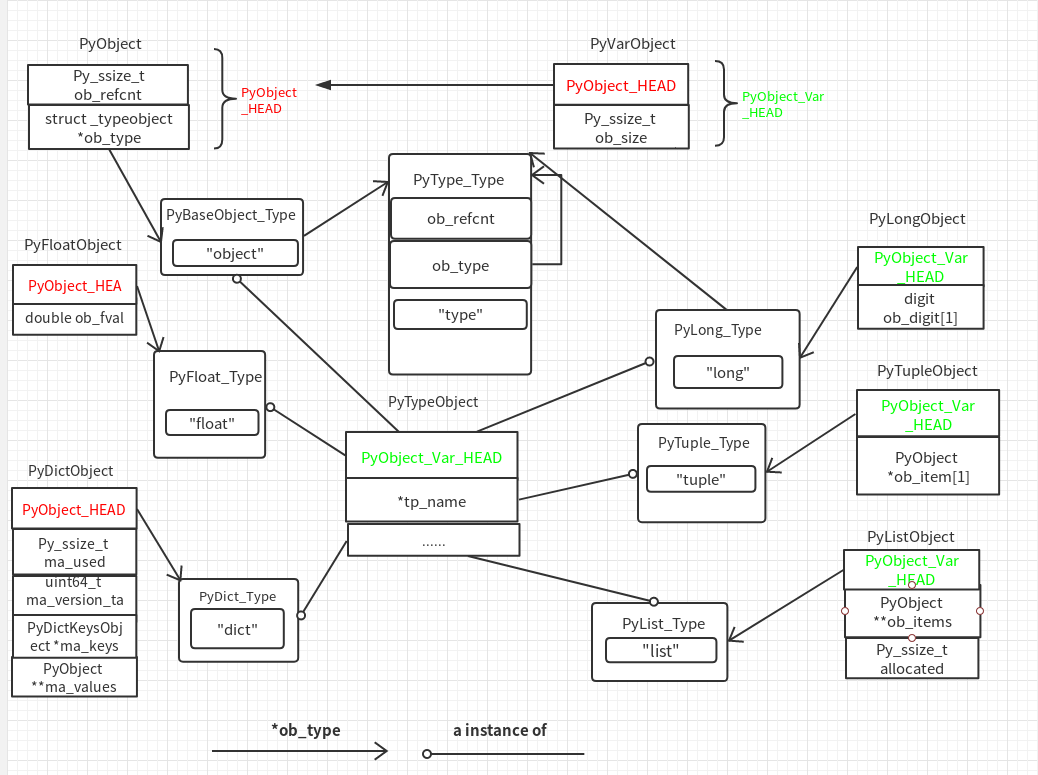 PyObject
Py_ssize_t
ob_refcnt
struct _typeobject
*ob_type
PyObject
_HEAD
PyVarObject
PyObject_HEAD
Py_ssize_t
ob_size
PyObject_Var
_HEAD
PyBaseObject_Type
"object"
PyType_Type
ob_refcnt
ob_type
"type"
PyFloatObject
PyObject_HEA
double ob_fval
PyFloat_Type
"float"
PyLongObject
PyObject_Var
_HEAD
digit
ob_digit[1]
PyLong_Type
"long"
PyTypeObject
PyObject_Var_HEAD
*tp_name
......
PyTupleObject
PyObject_Var
_HEAD
PyObject
*ob_item[1]
PyTuple_Type
"tuple"
PyDictObject
PyObject_HEAD
Py_ssize_t
ma_used
uint64_t
ma_version_ta
PyDictKeysObj
ect *ma_keys
PyObject
**ma_values
PyDict_Type
"dict"
PyListObject
PyObject_Var
_HEAD
PyObject
**ob_items
Py_ssize_t
allocated
PyList_Type
"list"
*ob_type
a instance of